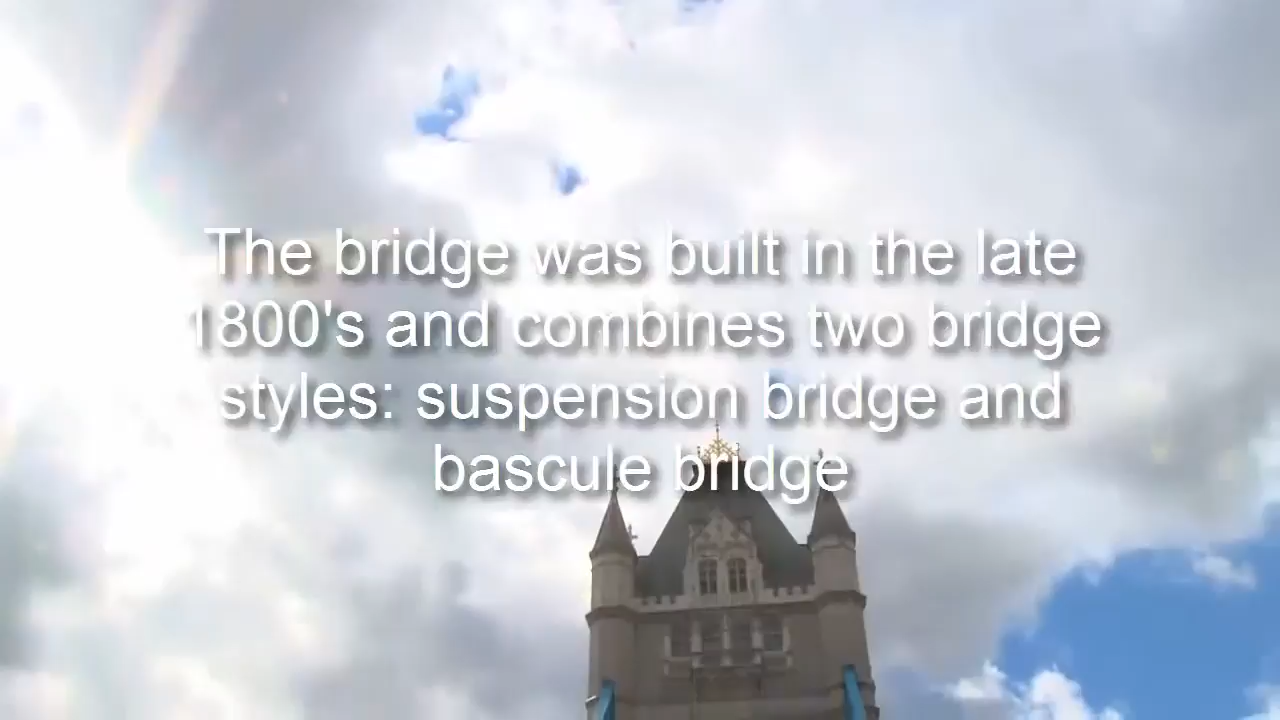 The bridge was built in the late
1800's and combines two bridge
styles: suspension bridge and
bascule bridge